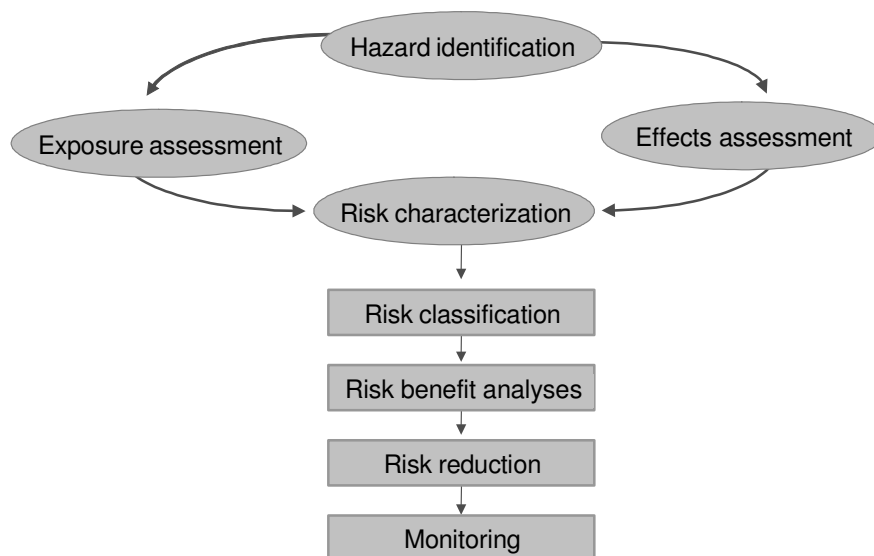 Hazard identification
Exposure assessment
Effects assessment
Risk characterization
Risk classification
Risk benefit analyses
Risk reduction
Monitoring